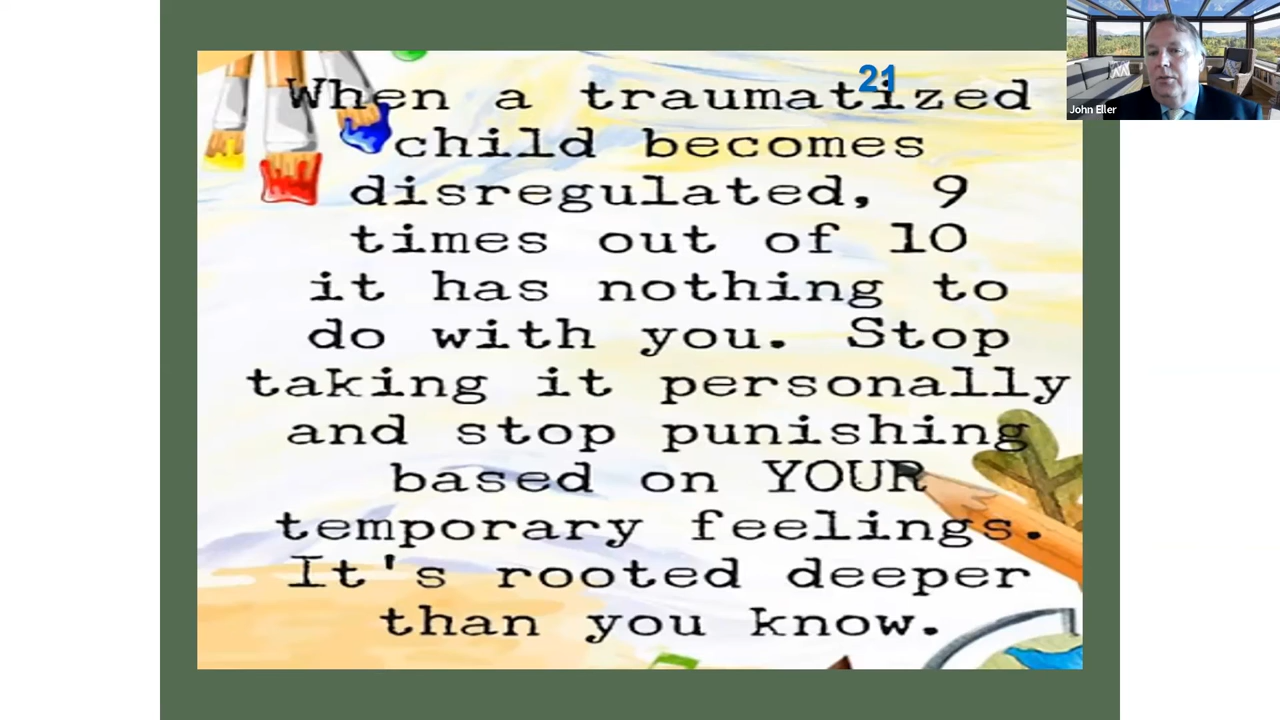 21
When a traumatized
child becomes
disregulated, 9
times out of 10
it has nothing to
do with you. Stop
taking it personally
and stop punishing
based on YOUR
temporary feelings.
It's rooted deeper
than you know.
John Eller